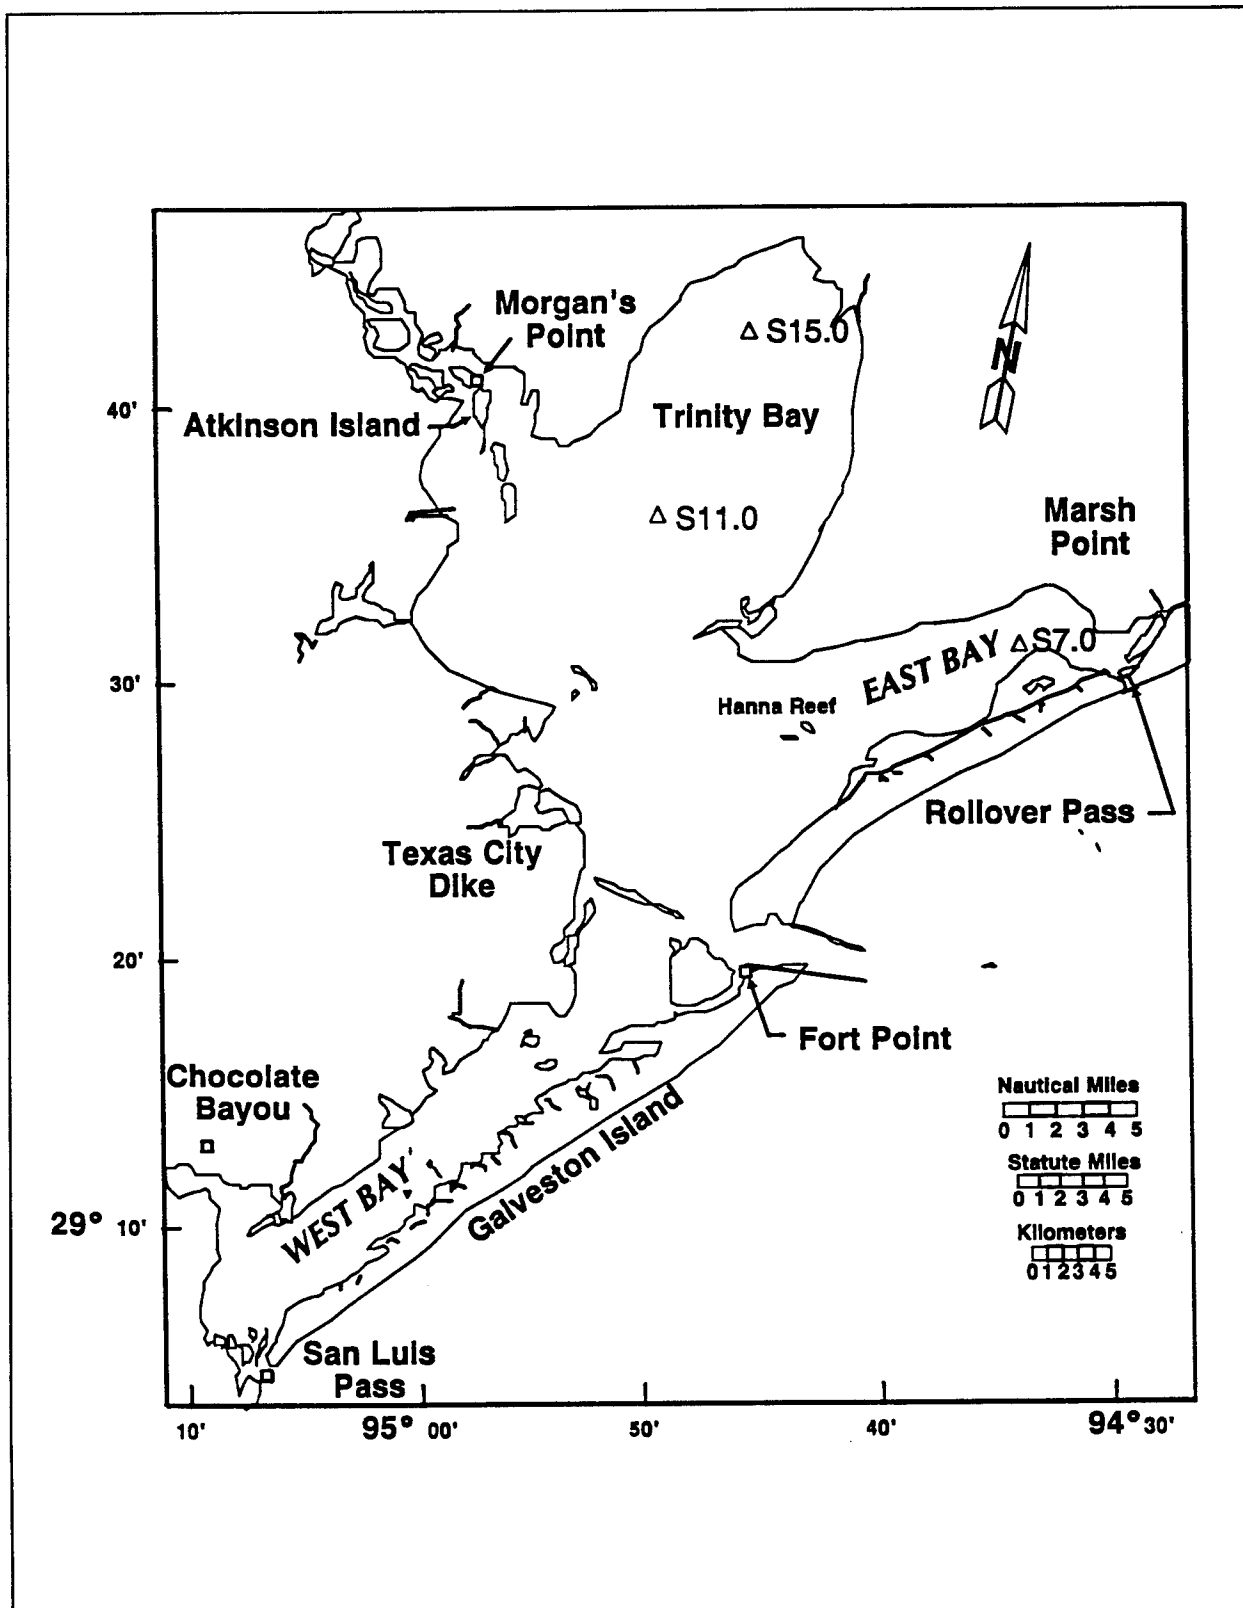 Morgan's
Point
△ S15.0
N
40'
Atkinson Island
Trinity Bay
△ S11.0
Marsh
Point
△ S7.0
EAST BAY
30'
Hanna Reef
Rollover Pass
Texas City
Dike
20'
Fort Point
Chocolate
Bayou
Nautical Miles
0 1 2 3 4 5
Statute Miles
0 1 2 3 4 5
Galveston Island
WEST BAY
29° 10'
Kilometers
0 1 2 3 4 5
San Luis
Pass
10' 95° 00' 50' 40' 94° 30'